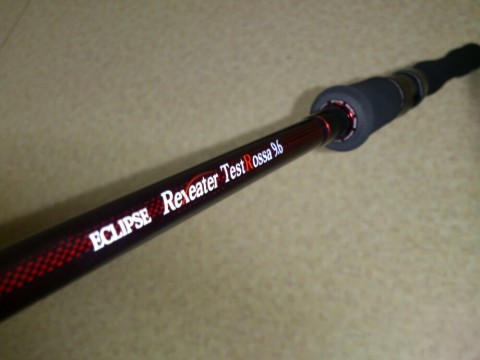 ECLIPSE Rexeater TestRossa 96